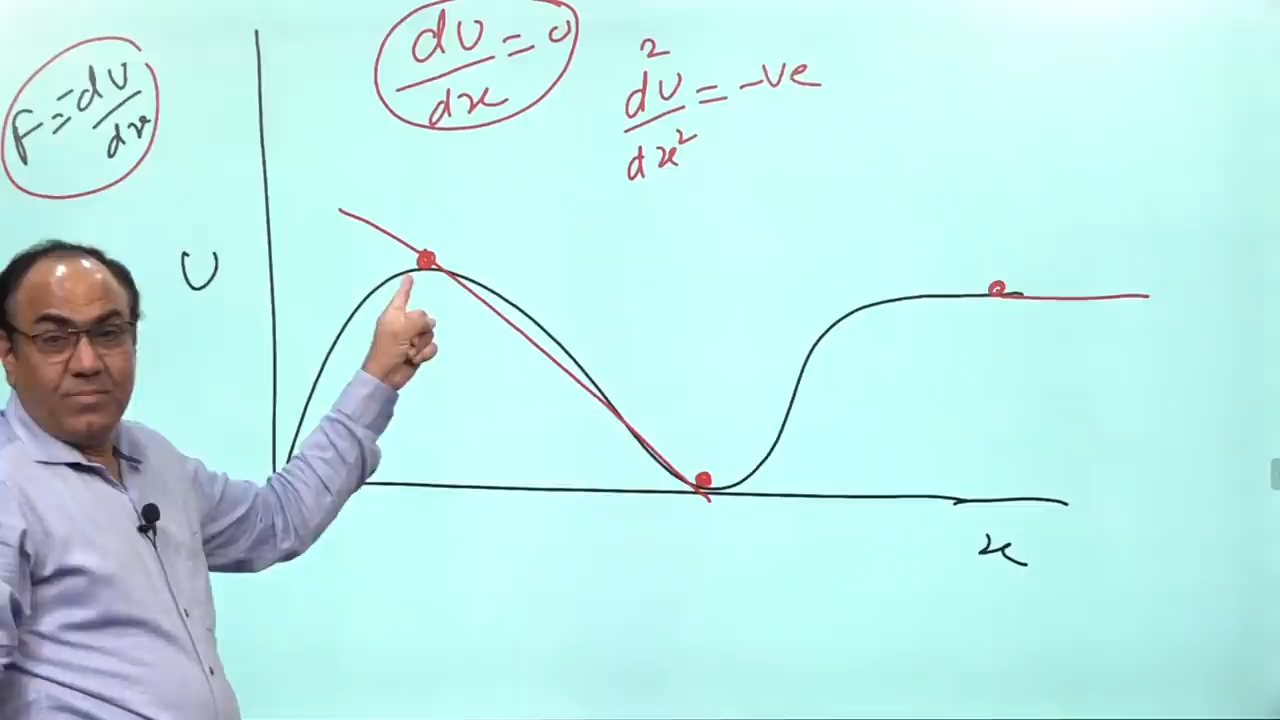 F = -dU/dx
dU/dx = 0
d²U/dx² = -ve
U
x